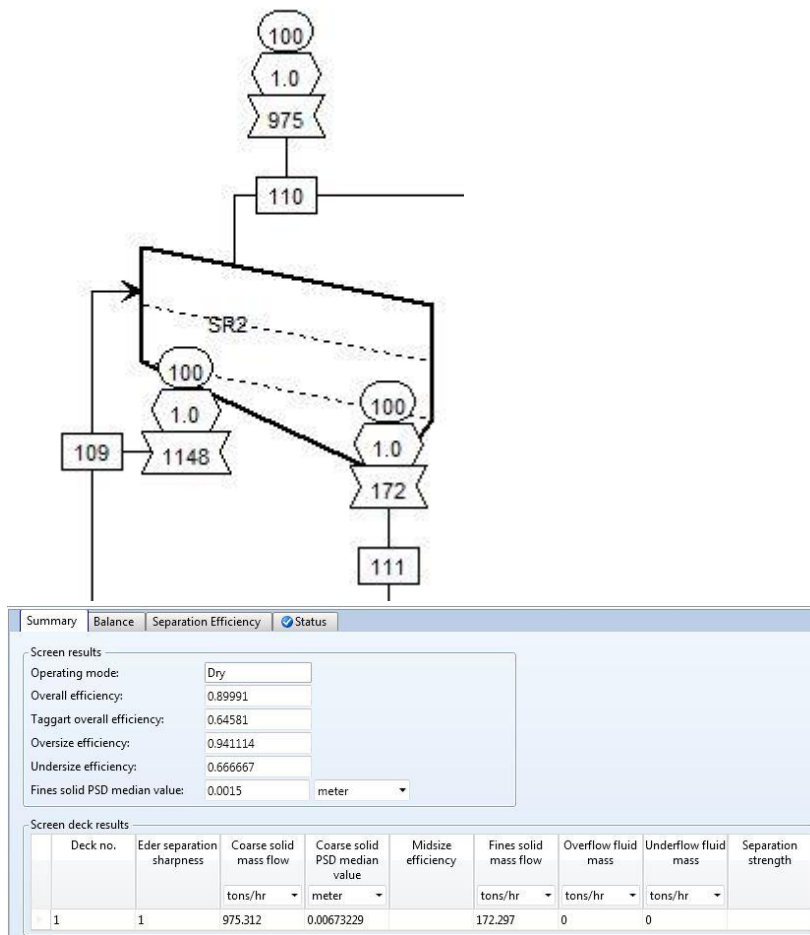 100
1.0
975
110
SR2
100
1.0
1148
109
100
1.0
172
111
Summary Balance Separation Efficiency Status
Screen results
Operating mode: Dry
Overall efficiency: 0.89991
Taggart overall efficiency: 0.64581
Oversize efficiency: 0.941114
Undersize efficiency: 0.666667
Fines solid PSD median value: 0.0015 meter
Screen deck results
Deck no. Eder separation Coarse solid Coarse solid Midsize Fines solid Overflow fluid Underflow fluid Separation
sharpness mass flow PSD median efficiency mass flow mass mass strength
value
tons/hr meter tons/hr tons/hr tons/hr
1 1 975.312 0.00673229 172.297 0 0